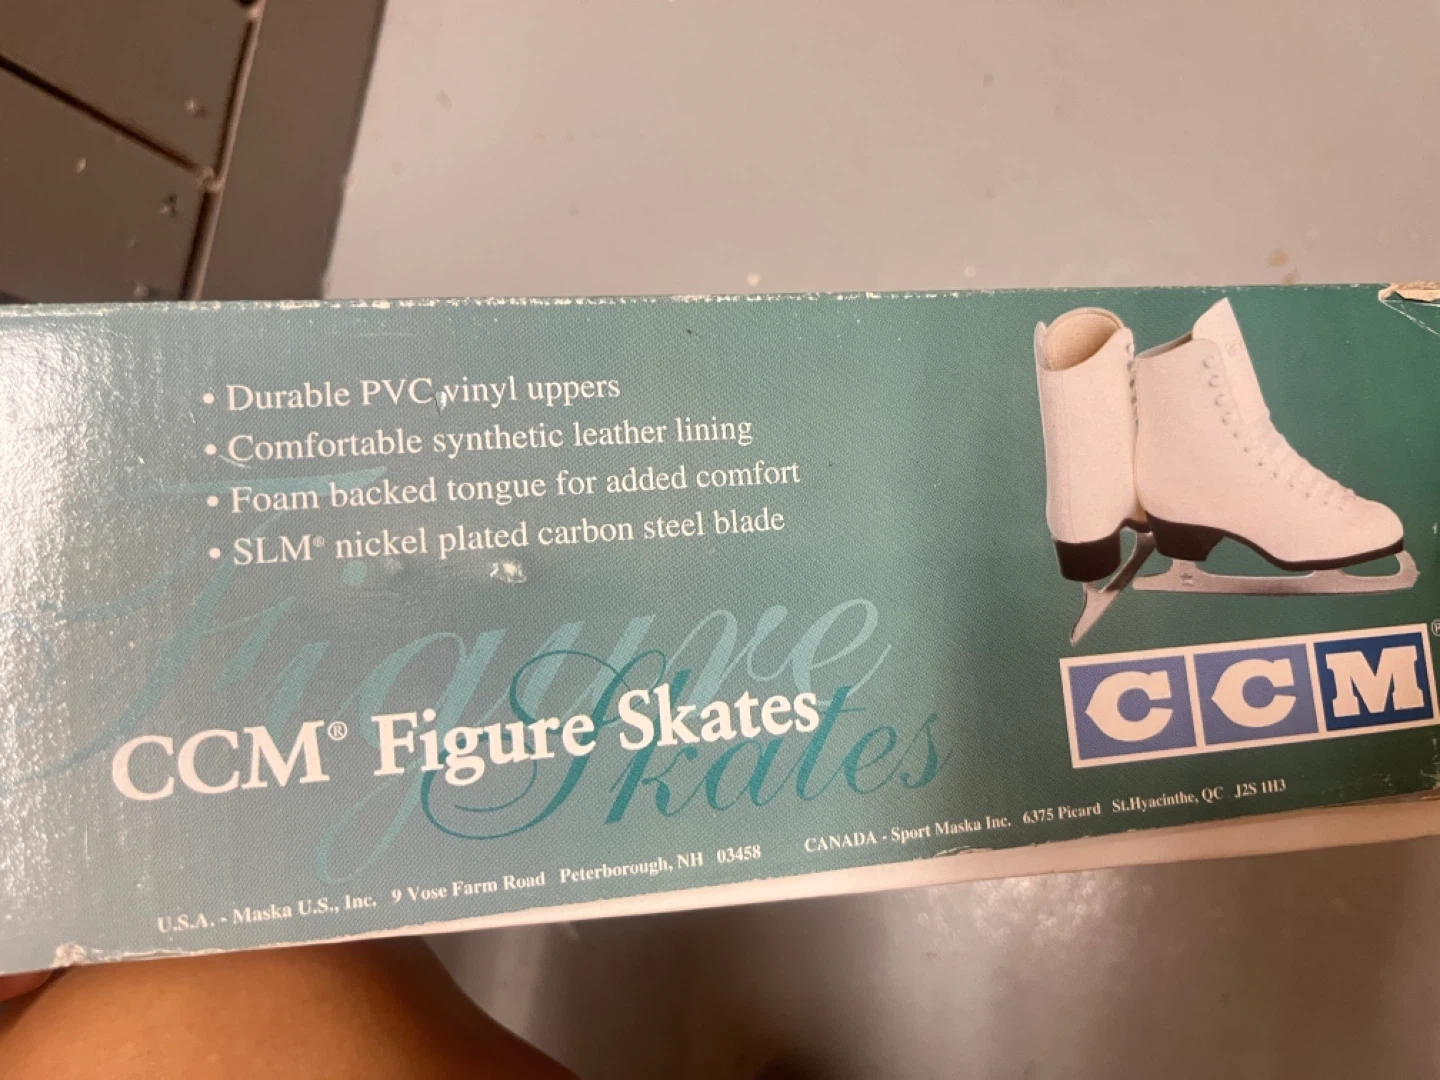 • Durable PVC vinyl uppers
• Comfortable synthetic leather lining
• Foam backed tongue for added comfort
• SLM® nickel plated carbon steel blade
Figure
Skates
CCM® Figure Skates
CCM®
U.S.A. - Maska U.S., Inc. 9 Vose Farm Road Peterborough, NH 03458 CANADA - Sport Maska Inc. 6375 Picard St.Hyacinthe, QC J2S 1H3